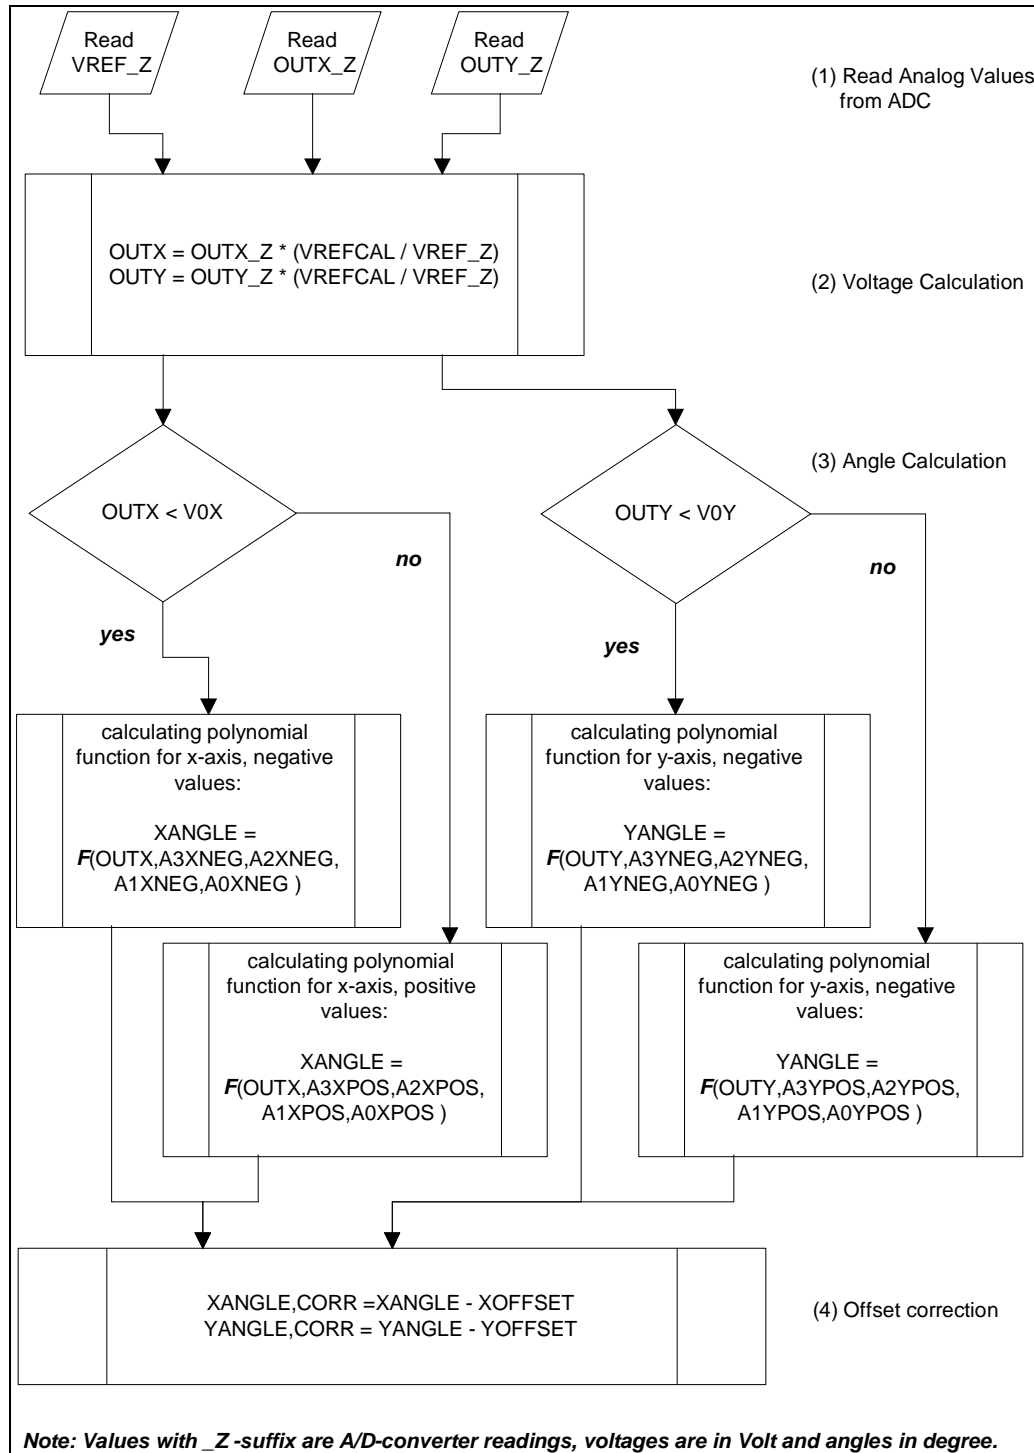 Read
VREF_Z
Read
OUTX_Z
Read
OUTY_Z
(1) Read Analog Values
from ADC
OUTX = OUTX_Z * (VREFCAL / VREF_Z)
OUTY = OUTY_Z * (VREFCAL / VREF_Z)
(2) Voltage Calculation
(3) Angle Calculation
OUTX < V0X
OUTY < V0Y
no
no
yes
yes
calculating polynomial
function for x-axis, negative
values:
XANGLE =
F(OUTX,A3XNEG,A2XNEG,
A1XNEG,A0XNEG )
calculating polynomial
function for y-axis, negative
values:
YANGLE =
F(OUTY,A3YNEG,A2YNEG,
A1YNEG,A0YNEG )
calculating polynomial
function for x-axis, positive
values:
XANGLE =
F(OUTX,A3XPOS,A2XPOS,
A1XPOS,A0XPOS )
calculating polynomial
function for y-axis, negative
values:
YANGLE =
F(OUTY,A3YPOS,A2YPOS,
A1YPOS,A0YPOS )
XANGLE,CORR =XANGLE - XOFFSET
YANGLE,CORR = YANGLE - YOFFSET
(4) Offset correction
Note: Values with _Z -suffix are A/D-converter readings, voltages are in Volt and angles in degree.